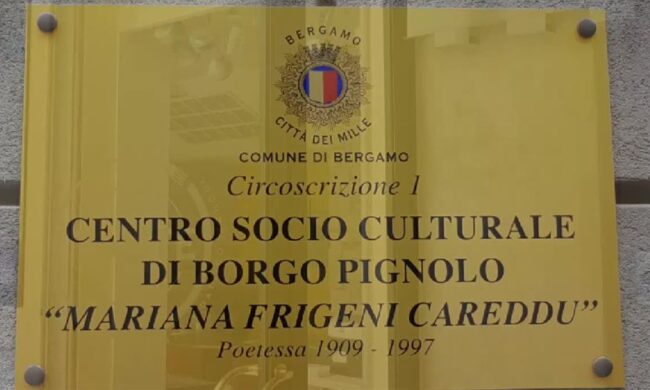 BERGAMO
CITTÀ DEI MILLE
COMUNE DI BERGAMO
Circoscrizione 1
CENTRO SOCIO CULTURALE
DI BORGO PIGNOLO
“MARIANA FRIGENI CAREDDU”
Poetessa 1909 - 1997